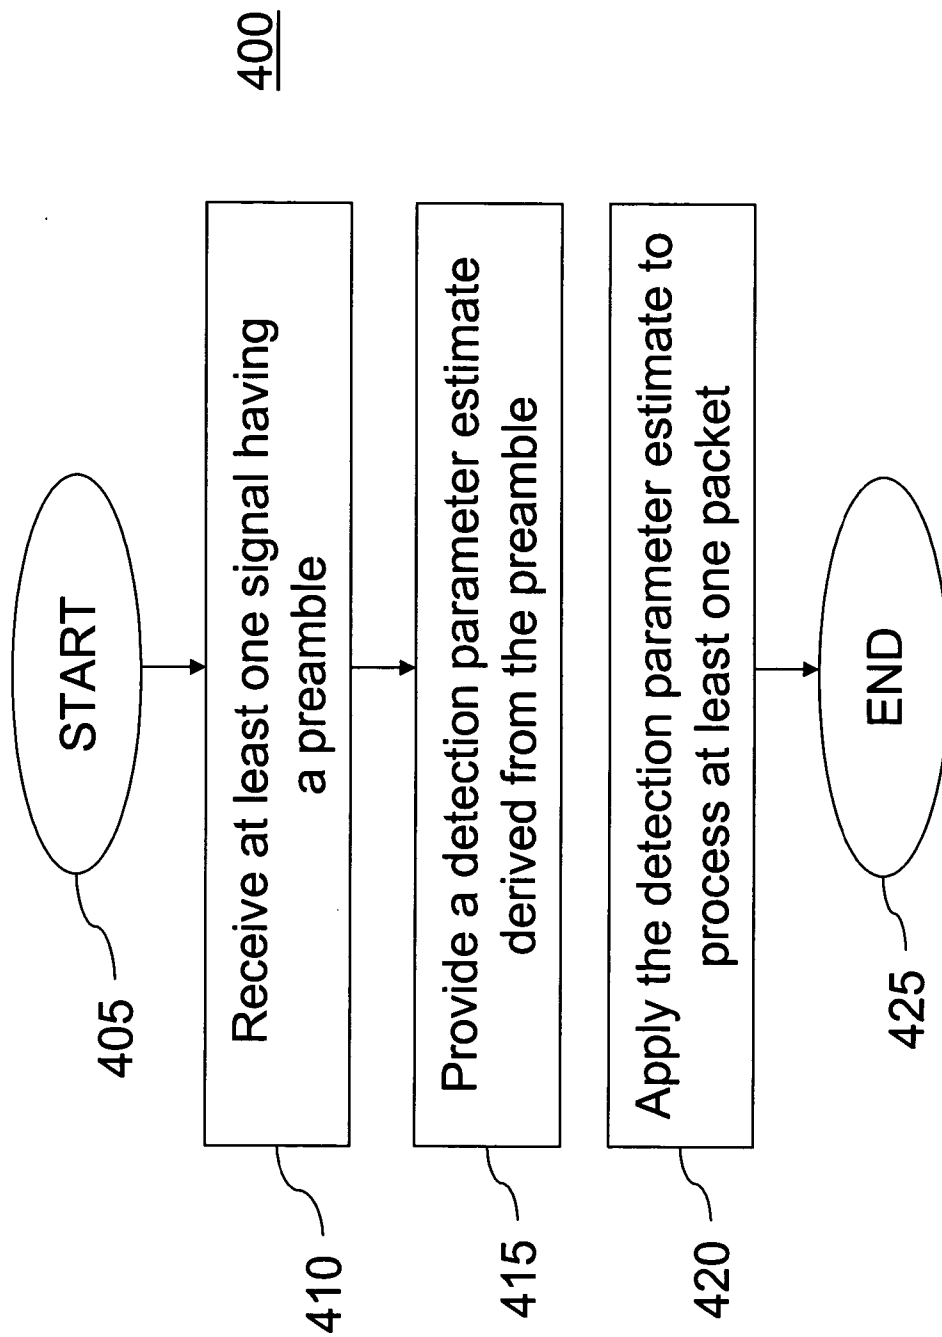 400
START
405
Receive at least one signal having
a preamble
410
Provide a detection parameter estimate
derived from the preamble
415
Apply the detection parameter estimate to
process at least one packet
420
END
425